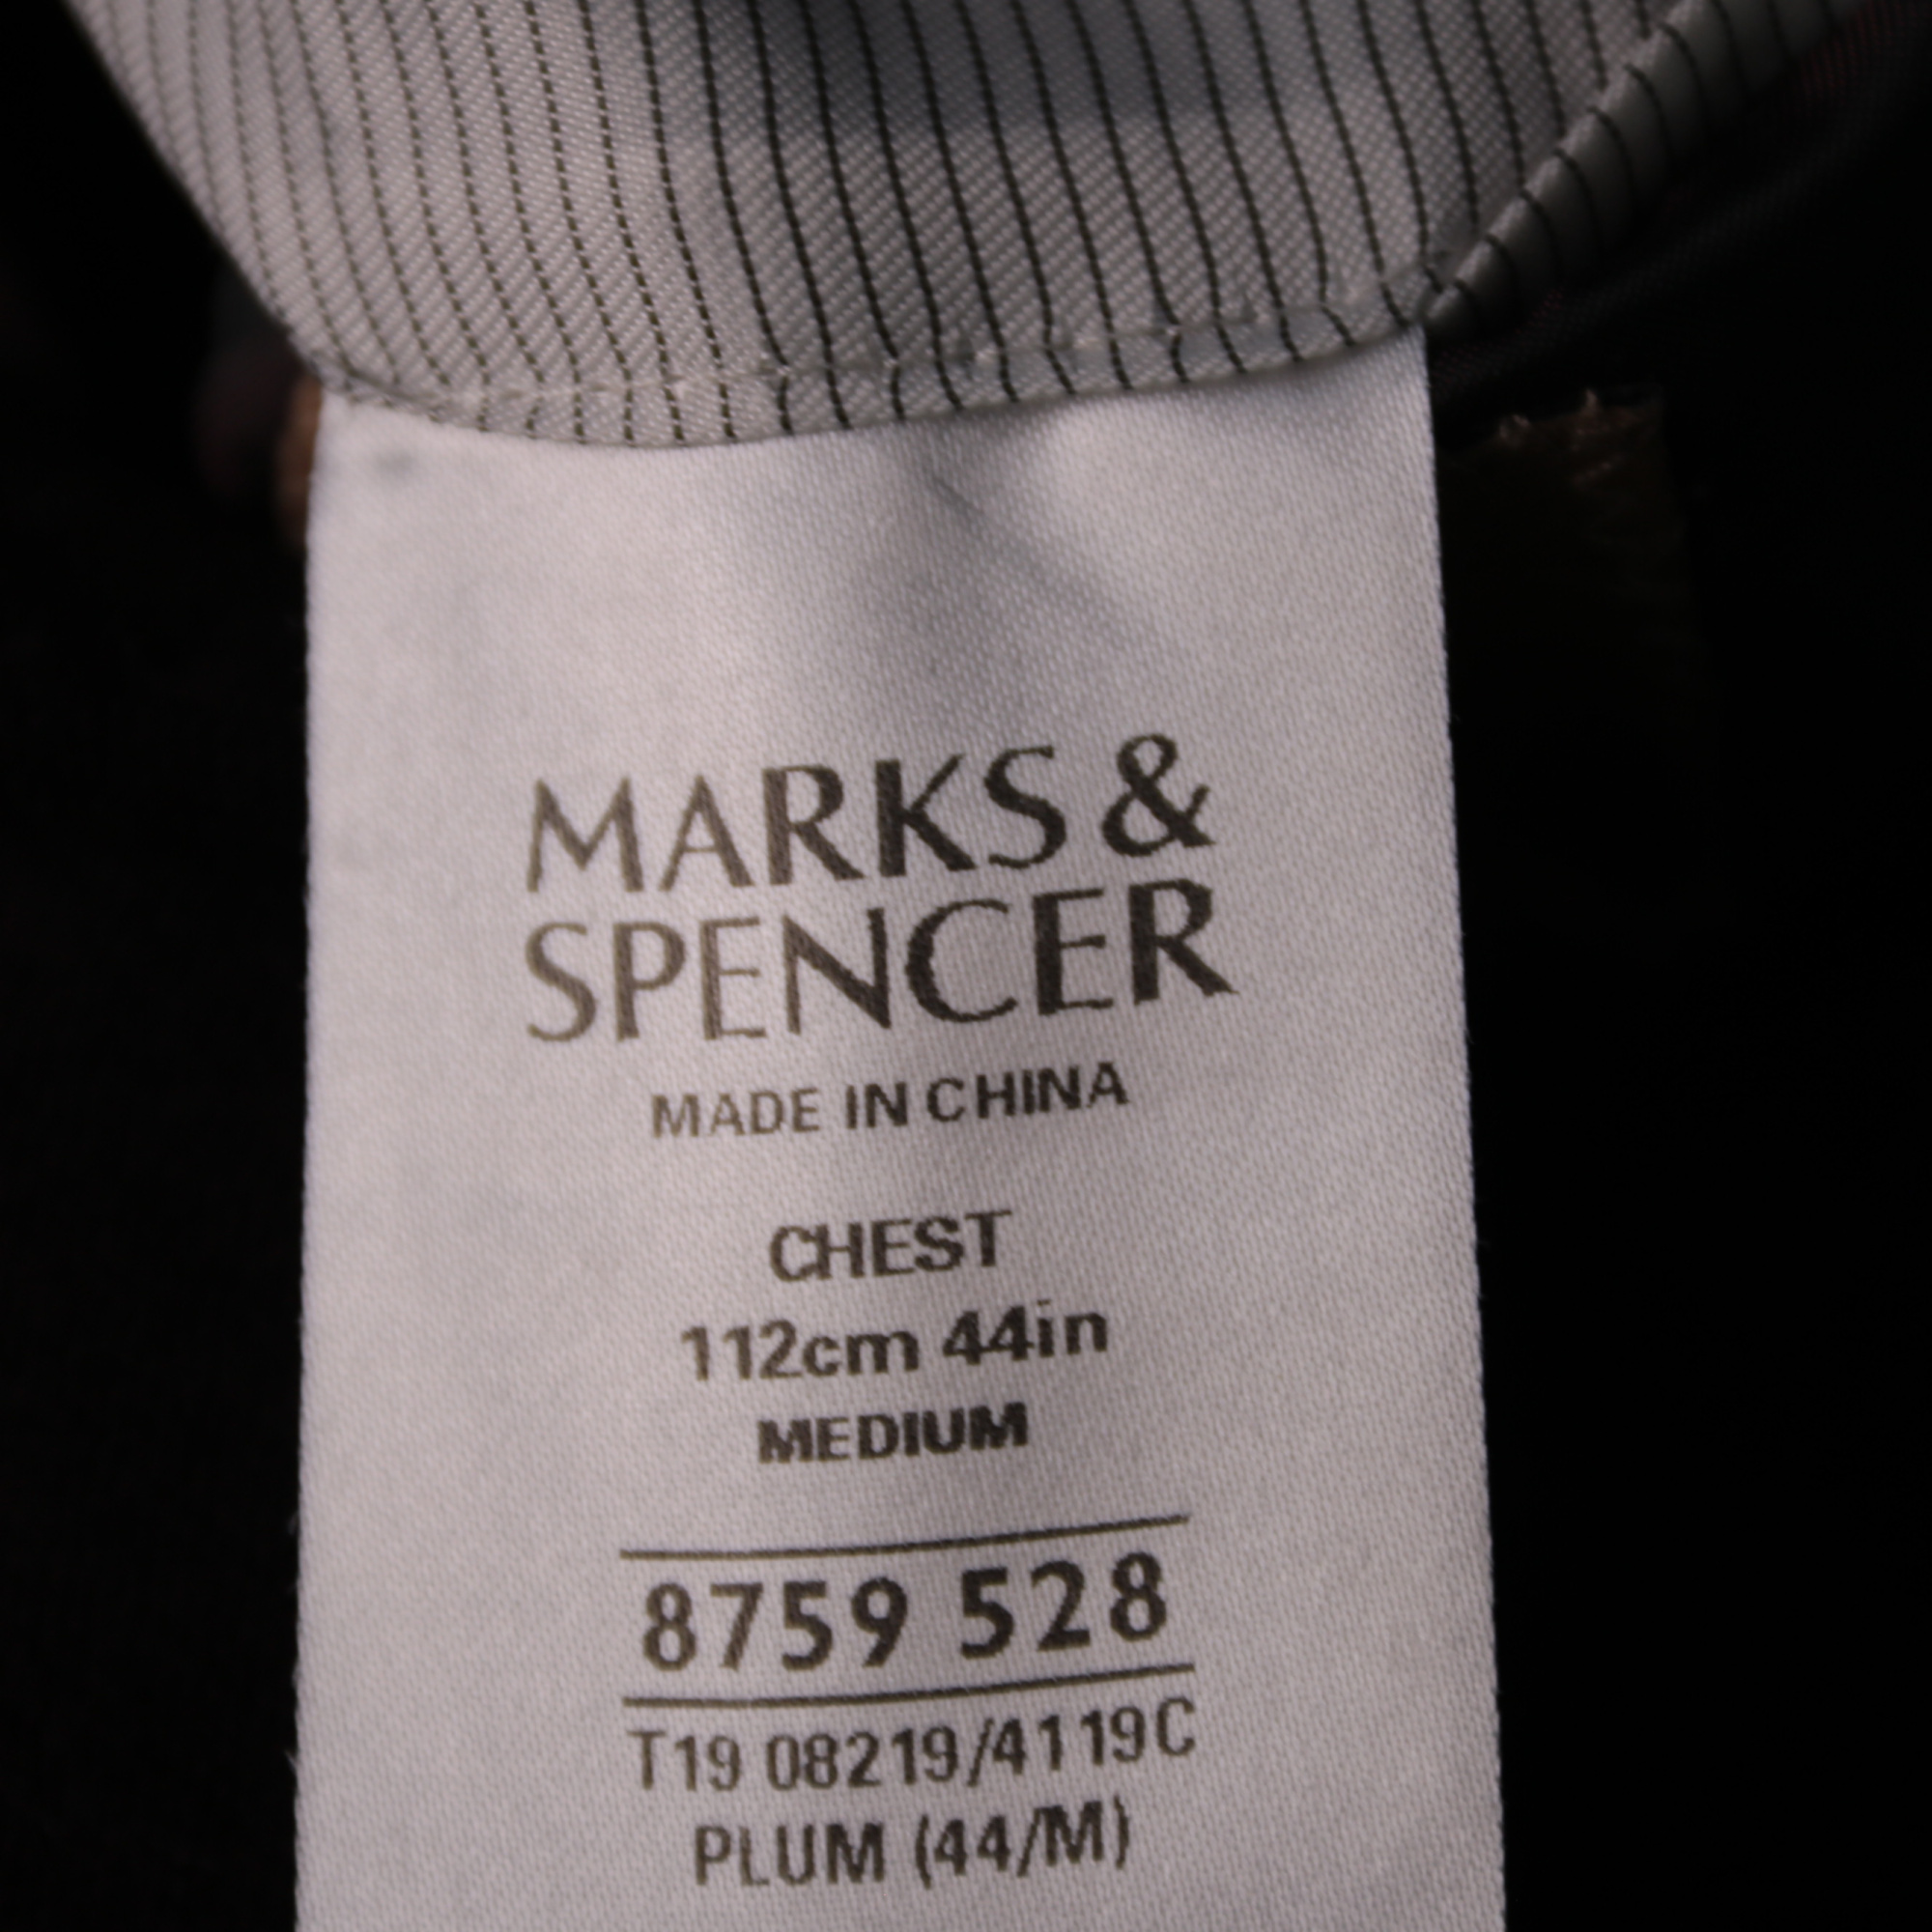 MARKS &
SPENCER
MADE IN CHINA
CHEST
112cm 44in
MEDIUM
8759 528
T19 08219/4119C
PLUM (44/M)